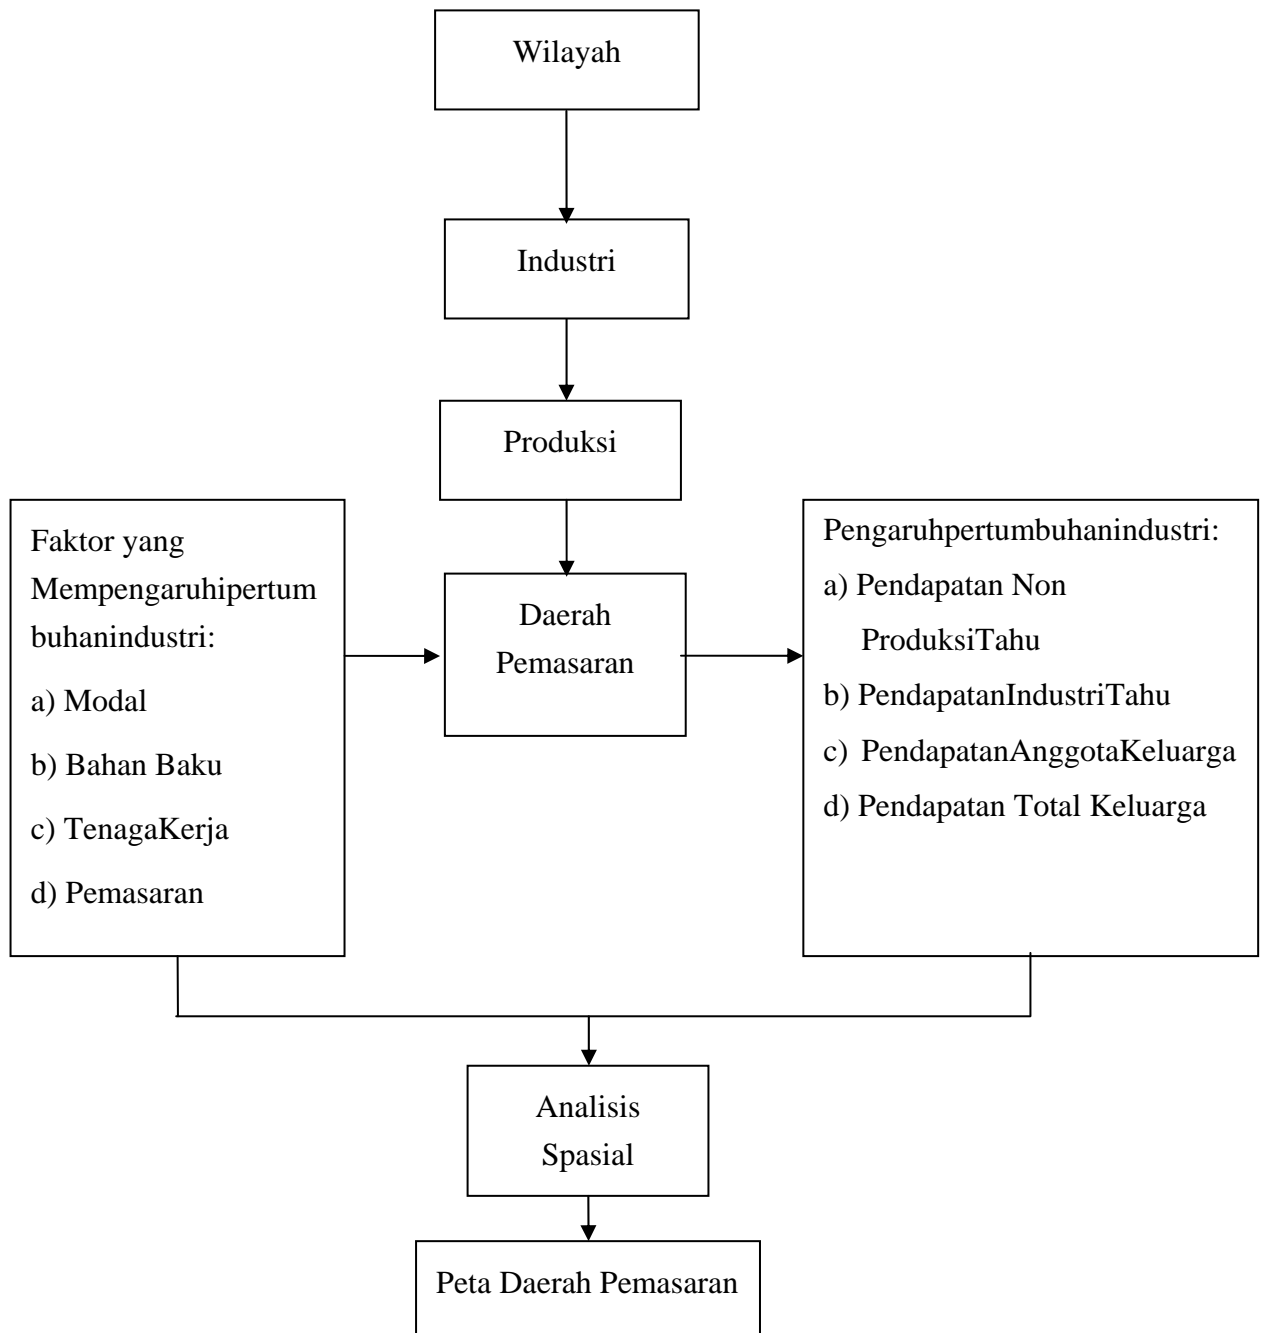 Wilayah
Industri
Produksi
Faktor yang
Mempengaruhipertum
buhanindustri:
a) Modal
b) Bahan Baku
c) TenagaKerja
d) Pemasaran
Daerah
Pemasaran
Pengaruhpertumbuhanindustri:
a) Pendapatan Non
ProduksiTahu
b) PendapatanIndustriTahu
c) PendapatanAnggotaKeluarga
d) Pendapatan Total Keluarga
Analisis
Spasial
Peta Daerah Pemasaran